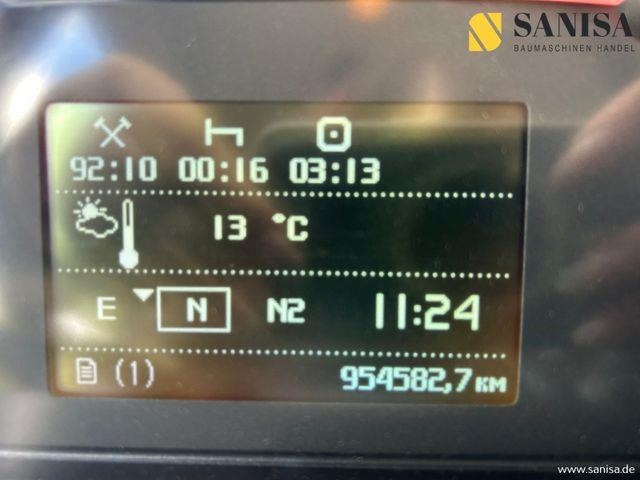 SANISA
BAUMASCHINEN HANDEL
92:10 00:16 03:13
13 °C
E N N2 11:24
(1) 954582,7 KM
www.sanisa.de